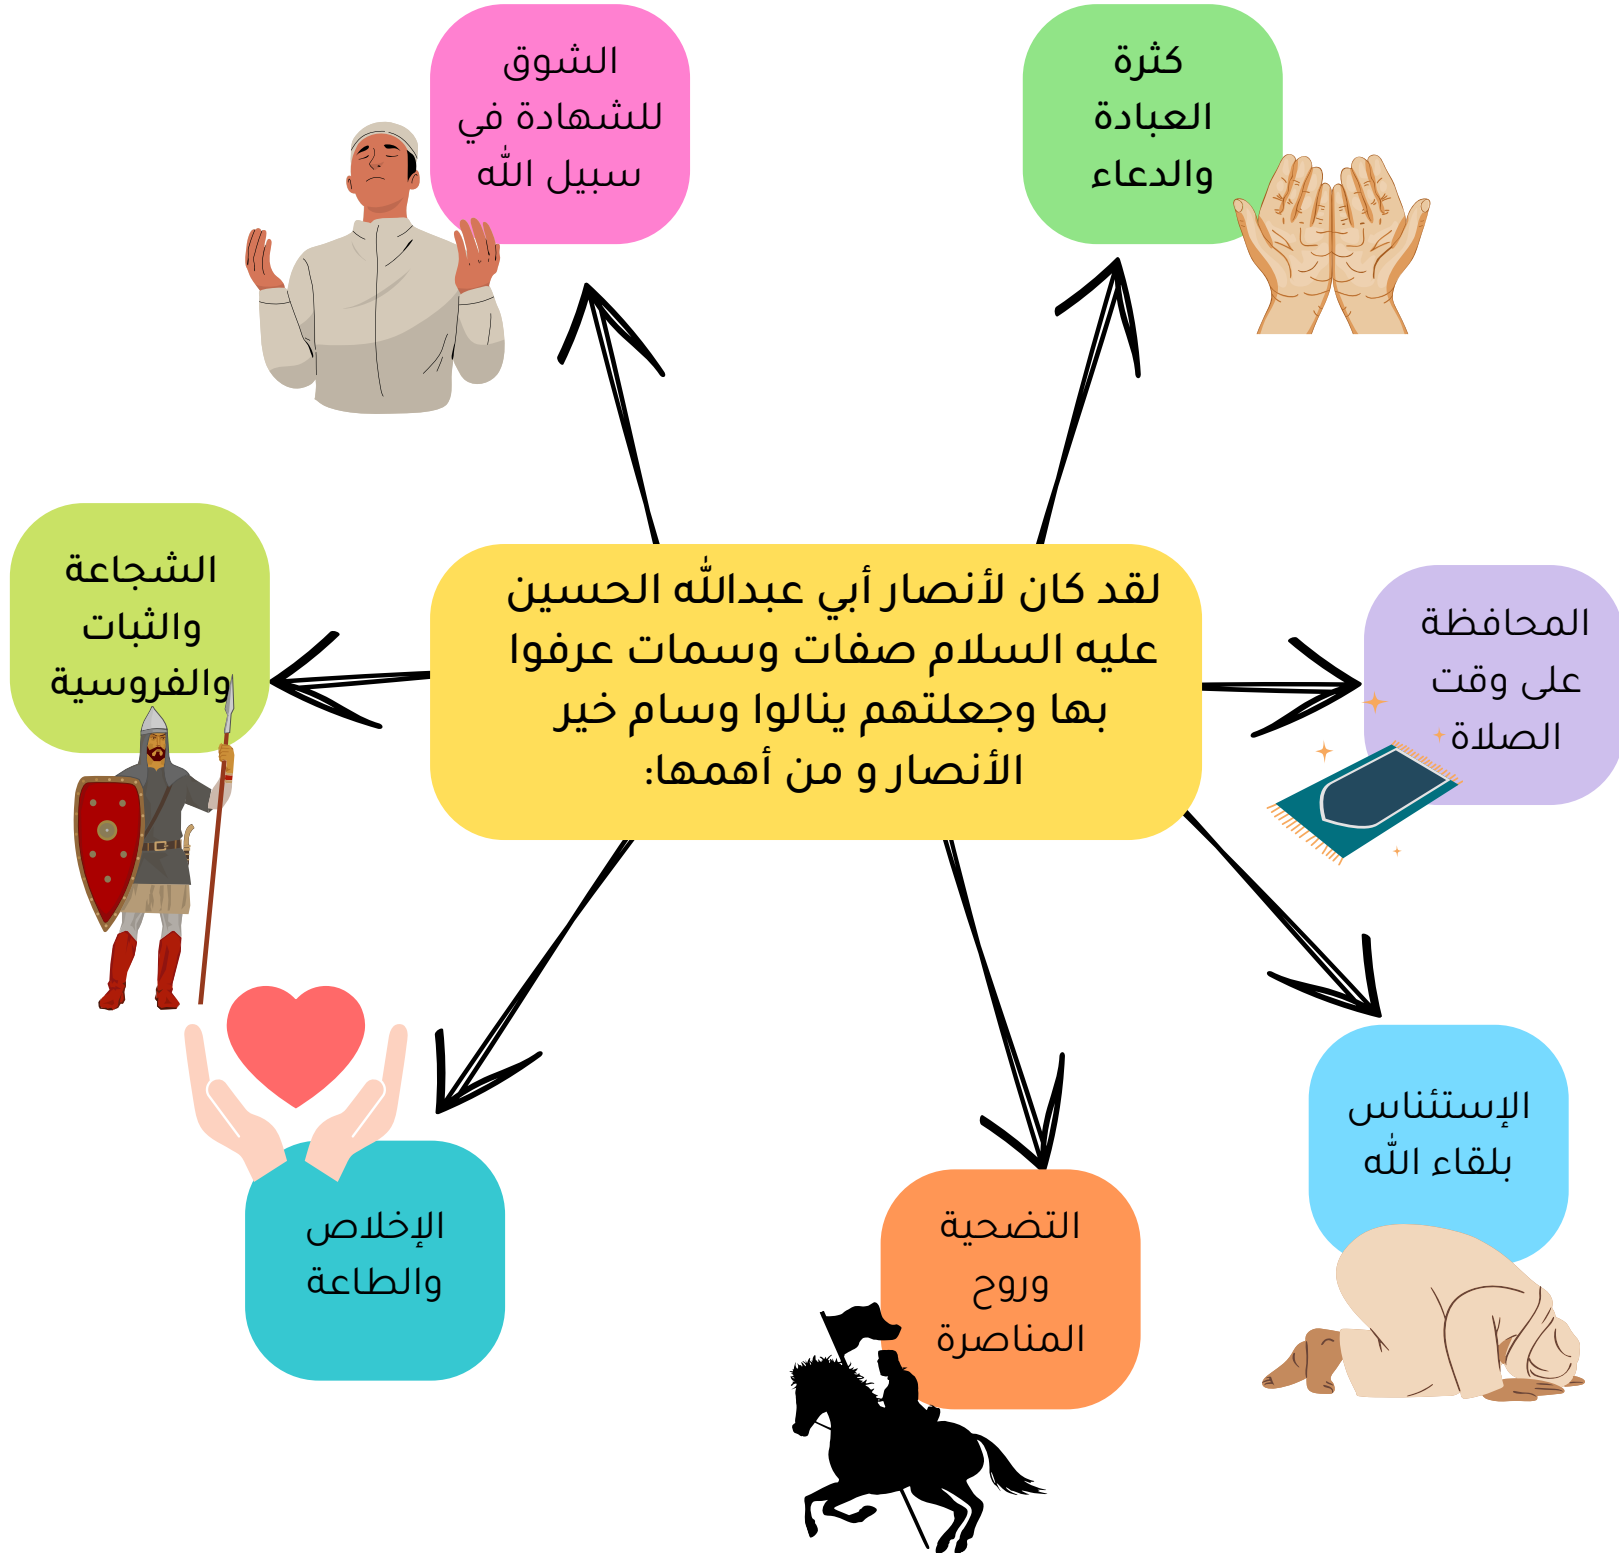 كثرة
العبادة
والدعاء
الشوق
للشهادة في
سبيل الله
لقد كان لأنصار أبي عبدالله الحسين
عليه السلام صفات وسمات عرفوا
بها وجعلتهم ينالوا وسام خير
الأنصار و من أهمها:
المحافظة
على وقت
الصلاة
الشجاعة
والثبات
والفروسية
الإستئناس
بلقاء الله
التضحية
وروح
المناصرة
الإخلاص
والطاعة